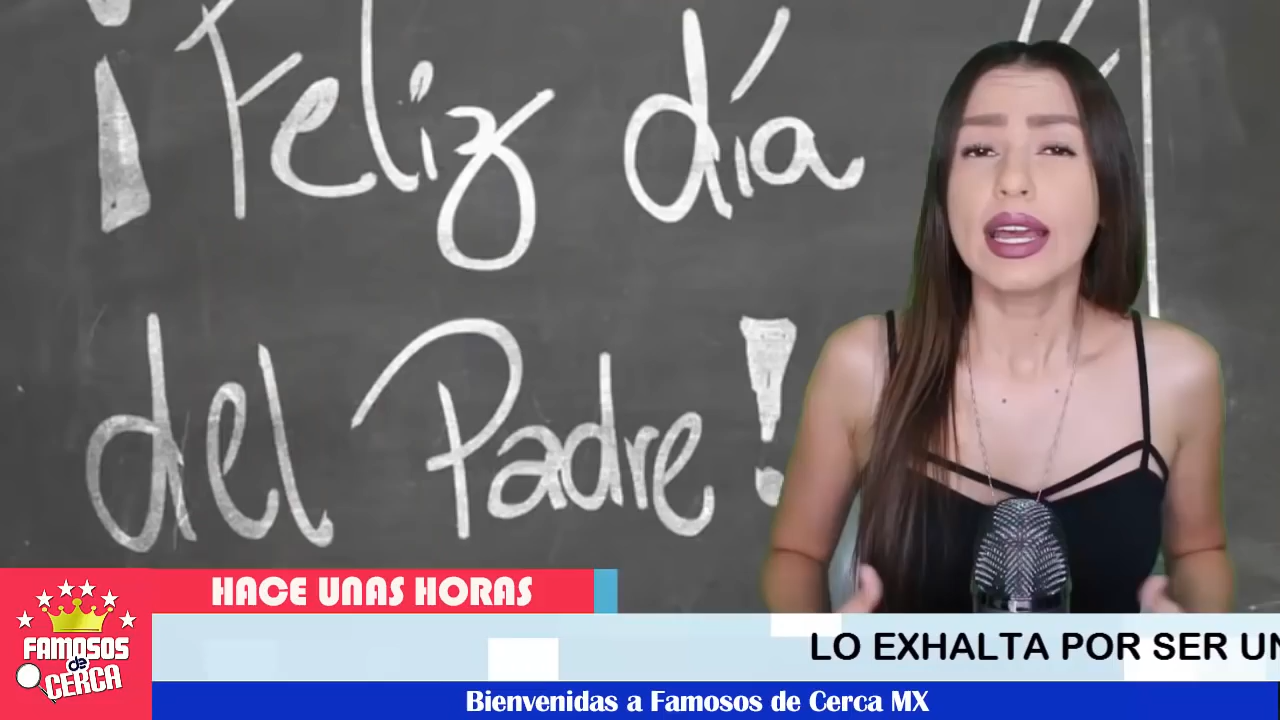 ¡Feliz día
del Padre!
HACE UNAS HORAS
FAMOSOS
de
CERCA
LO EXHALTA POR SER UN
Bienvenidas a Famosos de Cerca MX